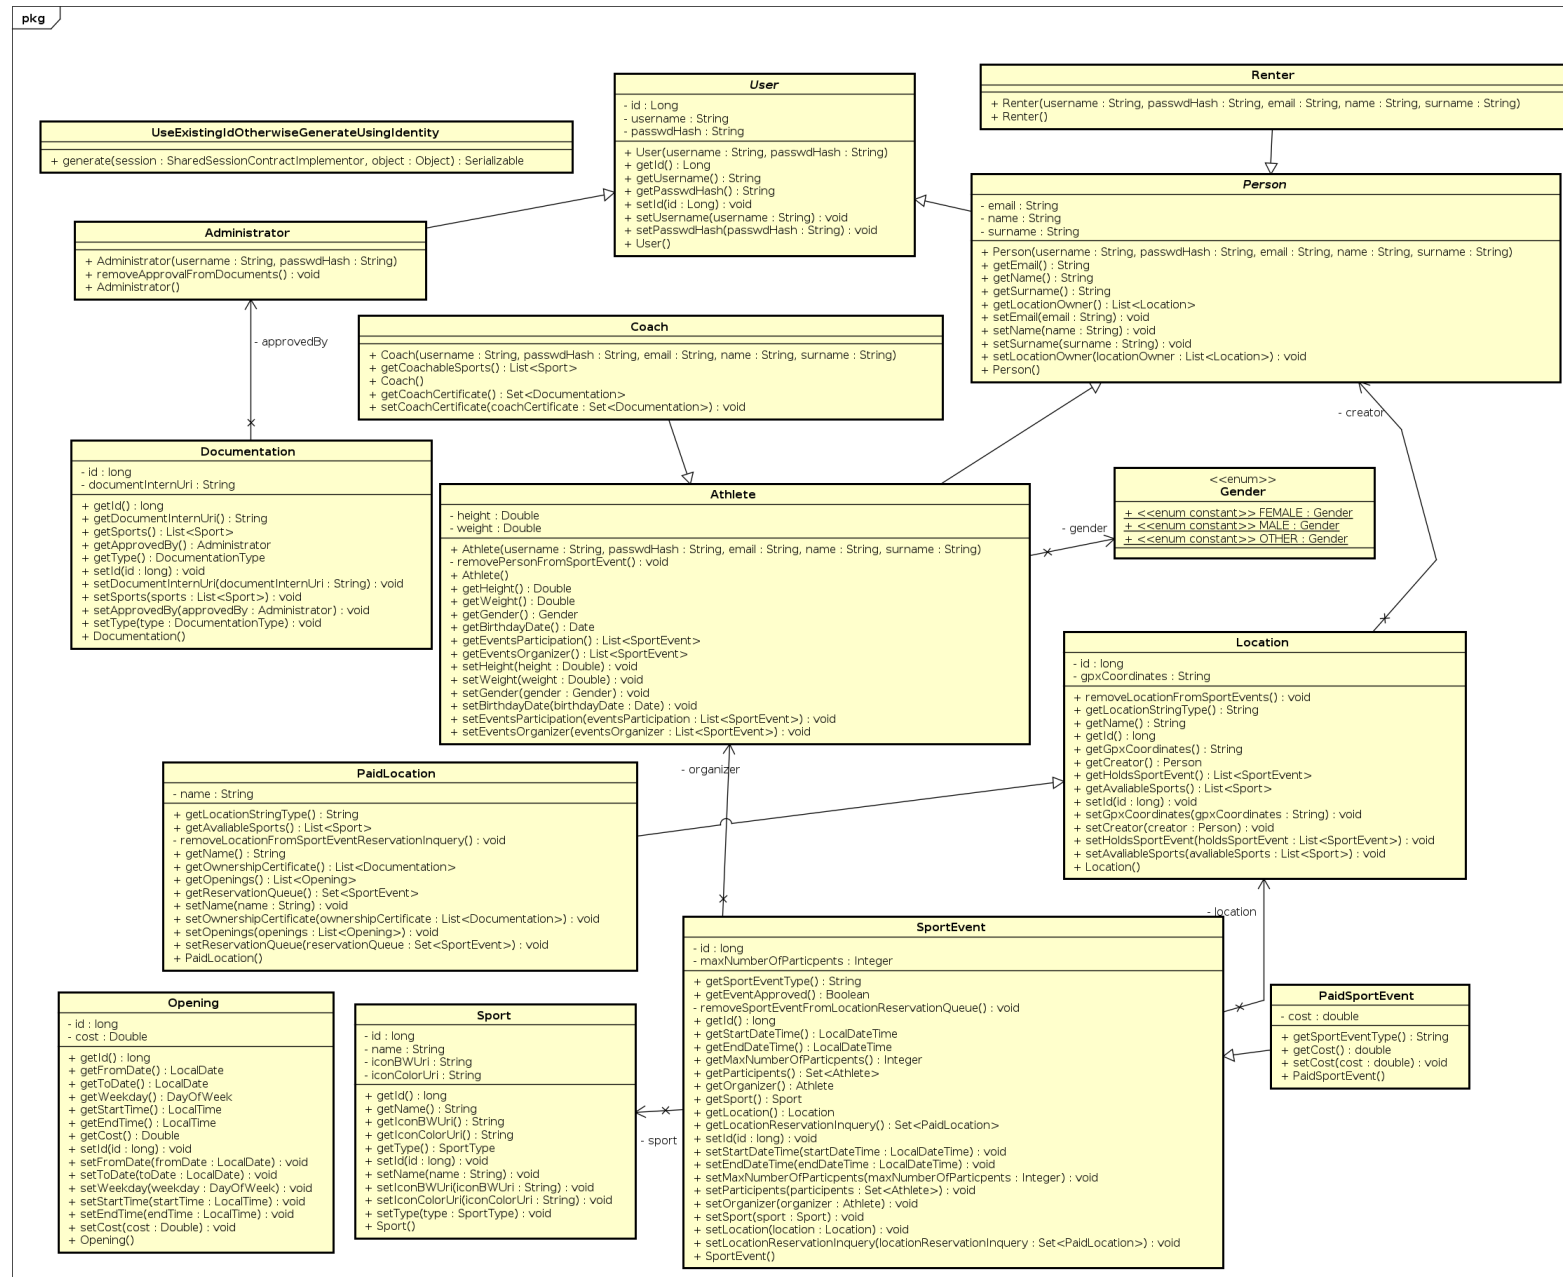 pkg
User
- id : Long
- username : String
- passwdHash : String
+ User(username : String, passwdHash : String)
+ getId() : Long
+ getUsername() : String
+ getPasswdHash() : String
+ setId(id : Long) : void
+ setUsername(username : String) : void
+ setPasswdHash(passwdHash : String) : void
+ User()
Renter
+ Renter(username : String, passwdHash : String, email : String, name : String, surname : String)
+ Renter()
UseExistingIdOtherwiseGenerateUsingIdentity
+ generate(session : SharedSessionContractImplementor, object : Object) : Serializable
Person
- email : String
- name : String
- surname : String
+ Person(username : String, passwdHash : String, email : String, name : String, surname : String)
+ getEmail() : String
+ getName() : String
+ getSurname() : String
+ getLocationOwner() : List<Location>
+ setEmail(email : String) : void
+ setName(name : String) : void
+ setSurname(surname : String) : void
+ setLocationOwner(locationOwner : List<Location>) : void
+ Person()
Administrator
+ Administrator(username : String, passwdHash : String)
+ removeApprovalFromDocuments() : void
+ Administrator()
- approvedBy
Coach
+ Coach(username : String, passwdHash : String, email : String, name : String, surname : String)
+ getCoachableSports() : List<Sport>
+ Coach()
+ getCoachCertificate() : Set<Documentation>
+ setCoachCertificate(coachCertificate : Set<Documentation>) : void
- creator
Documentation
- id : long
- documentInternUri : String
+ getId() : long
+ getDocumentInternUri() : String
+ getSports() : List<Sport>
+ getApprovedBy() : Administrator
+ getType() : DocumentationType
+ setId(id : long) : void
+ setDocumentInternUri(documentInternUri : String) : void
+ setSports(sports : List<Sport>) : void
+ setApprovedBy(approvedBy : Administrator) : void
+ setType(type : DocumentationType) : void
+ Documentation()
Athlete
- height : Double
- weight : Double
+ Athlete(username : String, passwdHash : String, email : String, name : String, surname : String)
- removePersonFromSportEvent() : void
+ Athlete()
+ getHeight() : Double
+ getWeight() : Double
+ getGender() : Gender
+ getBirthdayDate() : Date
+ getEventsParticipation() : List<SportEvent>
+ getEventsOrganizer() : List<SportEvent>
+ setHeight(height : Double) : void
+ setWeight(weight : Double) : void
+ setGender(gender : Gender) : void
+ setBirthdayDate(birthdayDate : Date) : void
+ setEventsParticipation(eventsParticipation : List<SportEvent>) : void
+ setEventsOrganizer(eventsOrganizer : List<SportEvent>) : void
- gender
<<enum>>
Gender
+ <<enum constant>> FEMALE : Gender
+ <<enum constant>> MALE : Gender
+ <<enum constant>> OTHER : Gender
Location
- id : long
- gpxCoordinates : String
+ removeLocationFromSportEvents() : void
+ getLocationStringType() : String
+ getName() : String
+ getId() : long
+ getGpxCoordinates() : String
+ getCreator() : Person
+ getHoldsSportEvent() : List<SportEvent>
+ getAvaliableSports() : List<Sport>
+ setId(id : long) : void
+ setGpxCoordinates(gpxCoordinates : String) : void
+ setCreator(creator : Person) : void
+ setHoldsSportEvent(holdsSportEvent : List<SportEvent>) : void
+ setAvaliableSports(avaliableSports : List<Sport>) : void
+ Location()
PaidLocation
- name : String
+ getLocationStringType() : String
+ getAvaliableSports() : List<Sport>
- removeLocationFromSportEventReservationInquery() : void
+ getName() : String
+ getOwnershipCertificate() : List<Documentation>
+ getOpenings() : List<Opening>
+ getReservationQueue() : Set<SportEvent>
+ setName(name : String) : void
+ setOwnershipCertificate(ownershipCertificate : List<Documentation>) : void
+ setOpenings(openings : List<Opening>) : void
+ setReservationQueue(reservationQueue : Set<SportEvent>) : void
+ PaidLocation()
- organizer
- location
SportEvent
- id : long
- maxNumberOfParticpents : Integer
+ getSportEventType() : String
+ getEventApproved() : Boolean
- removeSportEventFromLocationReservationQueue() : void
+ getId() : long
+ getStartDateTime() : LocalDateTime
+ getEndDateTime() : LocalDateTime
+ getMaxNumberOfParticpents() : Integer
+ getParticipents() : Set<Athlete>
+ getOrganizer() : Athlete
+ getSport() : Sport
+ getLocation() : Location
+ getLocationReservationInquery() : Set<PaidLocation>
+ setId(id : long) : void
+ setStartDateTime(startDateTime : LocalDateTime) : void
+ setEndDateTime(endDateTime : LocalDateTime) : void
+ setMaxNumberOfParticpents(maxNumberOfParticpents : Integer) : void
+ setParticipents(participents : Set<Athlete>) : void
+ setOrganizer(organizer : Athlete) : void
+ setSport(sport : Sport) : void
+ setLocation(location : Location) : void
+ setLocationReservationInquery(locationReservationInquery : Set<PaidLocation>) : void
+ SportEvent()
PaidSportEvent
- cost : double
+ getSportEventType() : String
+ getCost() : double
+ setCost(cost : double) : void
+ PaidSportEvent()
Opening
- id : long
- cost : Double
+ getId() : long
+ getFromDate() : LocalDate
+ getToDate() : LocalDate
+ getWeekday() : DayOfWeek
+ getStartTime() : LocalTime
+ getEndTime() : LocalTime
+ getCost() : Double
+ setId(id : long) : void
+ setFromDate(fromDate : LocalDate) : void
+ setToDate(toDate : LocalDate) : void
+ setWeekday(weekday : DayOfWeek) : void
+ setStartTime(startTime : LocalTime) : void
+ setEndTime(endTime : LocalTime) : void
+ setCost(cost : Double) : void
+ Opening()
Sport
- id : long
- name : String
- iconBWUri : String
- iconColorUri : String
+ getId() : long
+ getName() : String
+ getIconBWUri() : String
+ getIconColorUri() : String
+ getType() : SportType
+ setId(id : long) : void
+ setName(name : String) : void
+ setIconBWUri(iconBWUri : String) : void
+ setIconColorUri(iconColorUri : String) : void
+ setType(type : SportType) : void
+ Sport()
- sport